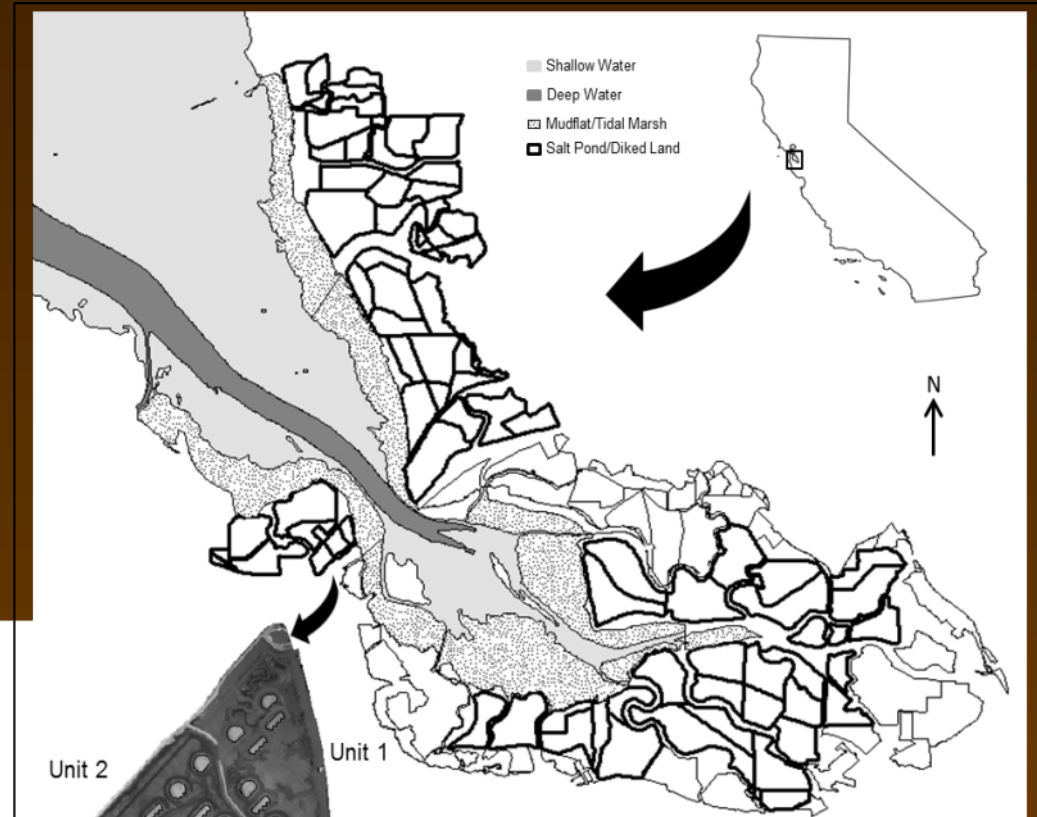 Shallow Water
Deep Water
Mudflat/Tidal Marsh
Salt Pond/Diked Land
N
Unit 2
Unit 1